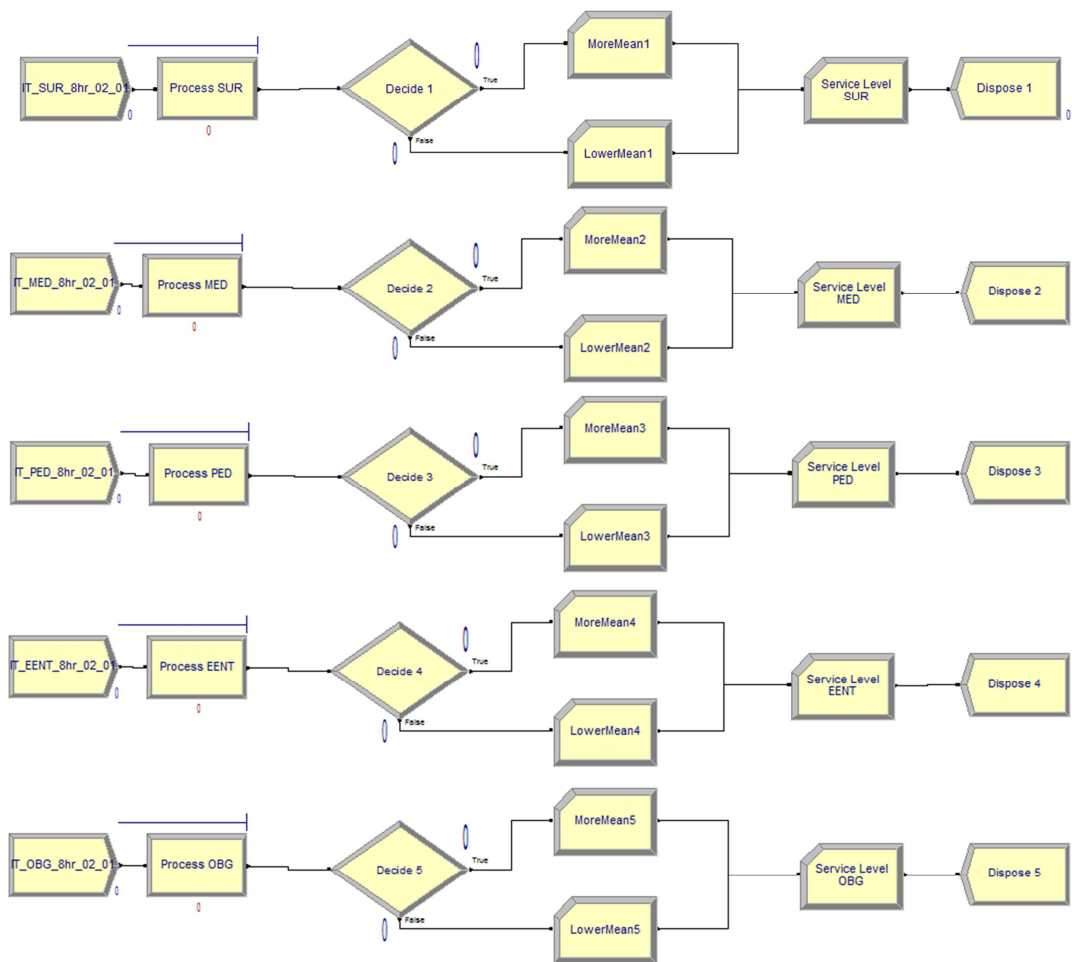 IT_SUR_8hr_02_01
0
Process SUR
0
Decide 1
0
True
0
False
MoreMean1
LowerMean1
Service Level
SUR
Dispose 1
0
IT_MED_8hr_02_01
0
Process MED
0
Decide 2
0
True
0
False
MoreMean2
LowerMean2
Service Level
MED
Dispose 2
IT_PED_8hr_02_01
0
Process PED
0
Decide 3
0
True
0
False
MoreMean3
LowerMean3
Service Level
PED
Dispose 3
IT_EENT_8hr_02_01
0
Process EENT
0
Decide 4
0
True
0
False
MoreMean4
LowerMean4
Service Level
EENT
Dispose 4
IT_OBG_8hr_02_01
0
Process OBG
0
Decide 5
0
True
0
False
MoreMean5
LowerMean5
Service Level
OBG
Dispose 5